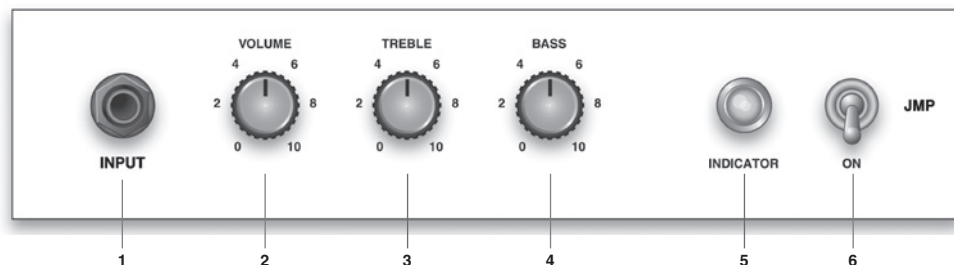 VOLUME TREBLE BASS
4 6 4 6 4 6
2 8 2 8 2 8
JMP
0 10 0 10 0 10
INPUT INDICATOR ON
1 2 3 4 5 6